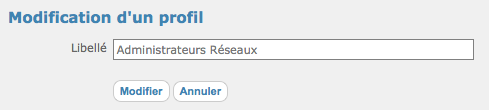 Modification d'un profil
Libellé Administrateurs Réseaux
Modifier Annuler